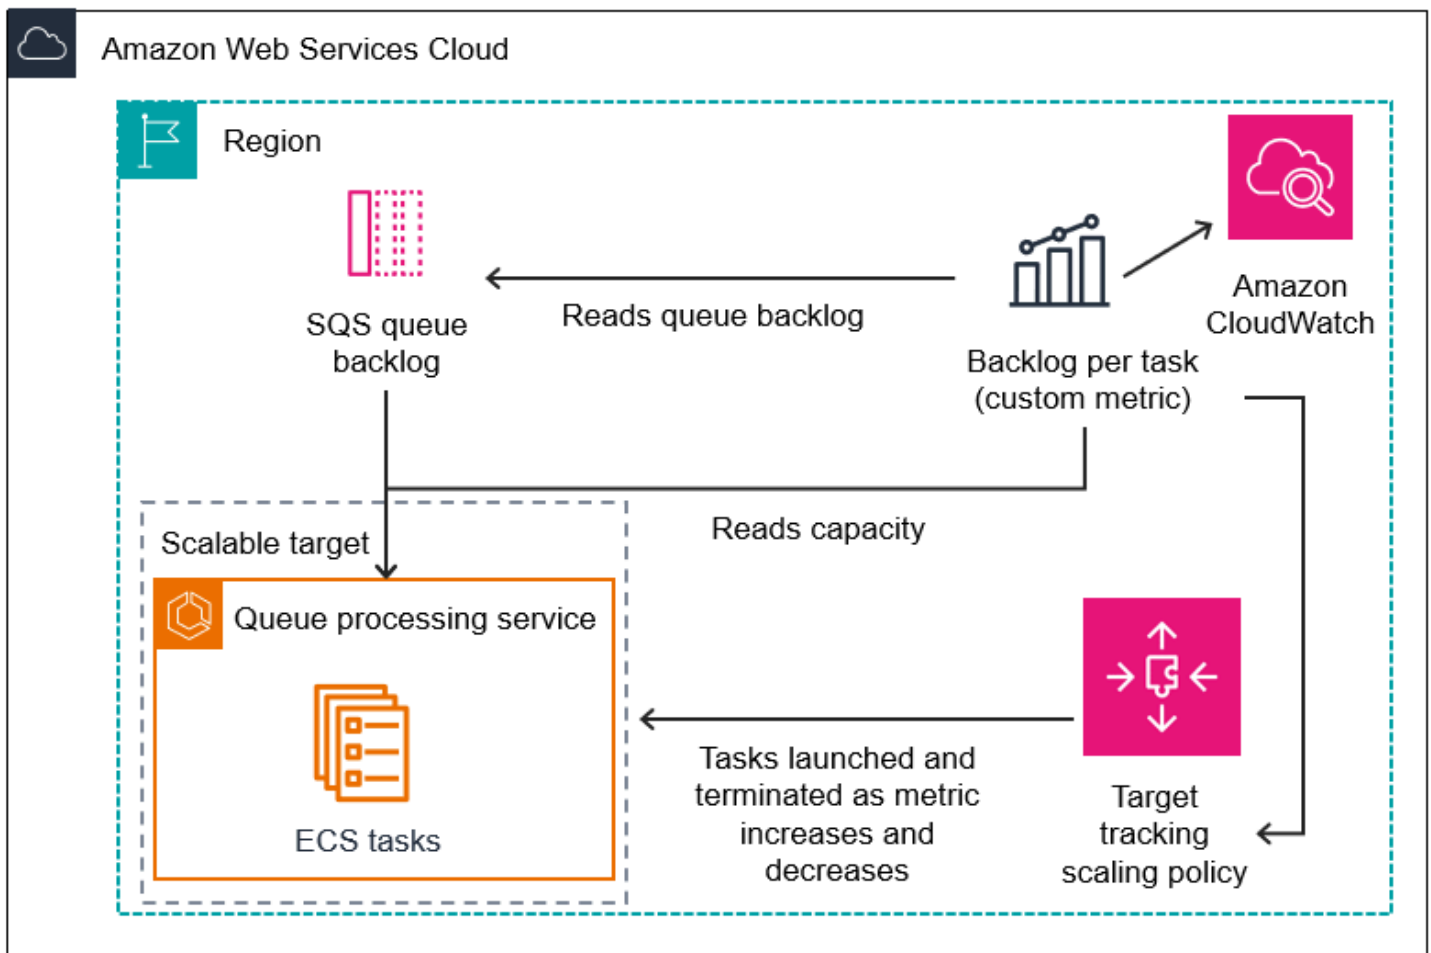 Amazon Web Services Cloud
Region
SQS queue
backlog
Reads queue backlog
Backlog per task
(custom metric)
Amazon
CloudWatch
Reads capacity
Scalable target
Queue processing service
ECS tasks
Tasks launched and
terminated as metric
increases and
decreases
Target
tracking
scaling policy